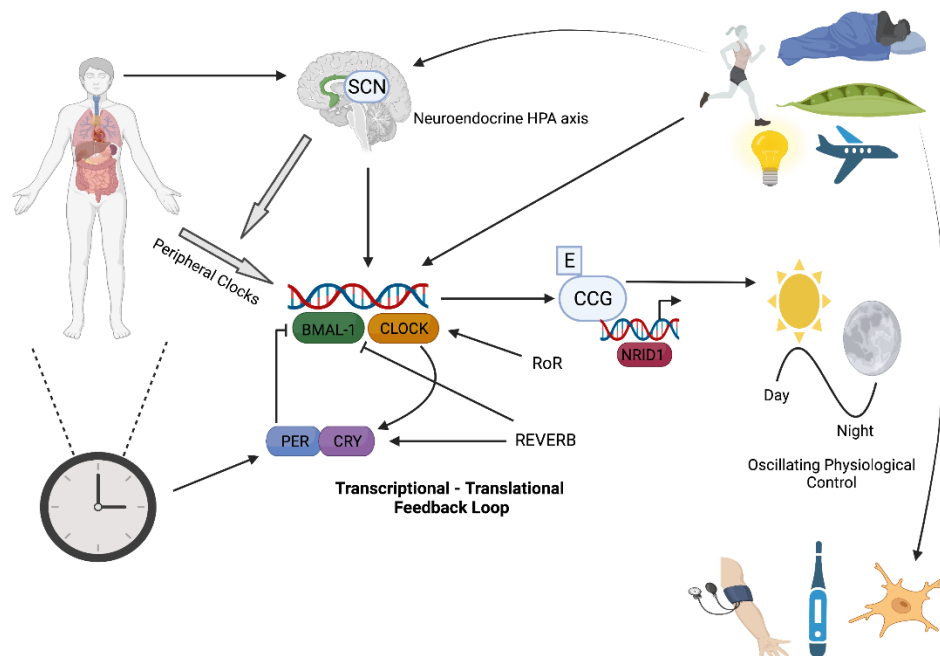 SCN
Neuroendocrine HPA axis
Peripheral Clocks
E
CCG
BMAL-1
CLOCK
NRID1
RoR
Day
PER
CRY
REVERB
Night
Oscillating Physiological
Control
Transcriptional - Translational
Feedback Loop